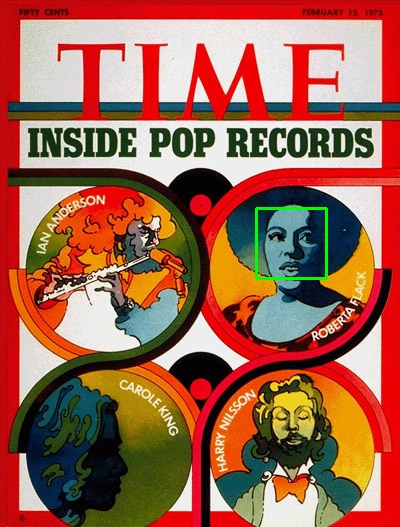 FIFTY CENTS
FEBRUARY 12, 1973
TIME
INSIDE POP RECORDS
IAN ANDERSON
ROBERTA FLACK
CAROLE KING
HARRY NILSSON